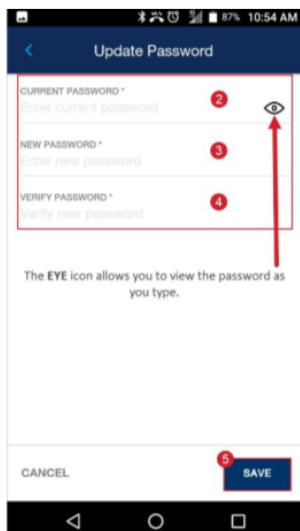 87% 10:54 AM
Update Password
CURRENT PASSWORD *
Enter current password
2
NEW PASSWORD *
Enter new password
3
VERIFY PASSWORD *
Verify new password
4
The EYE icon allows you to view the password as
you type.
5
CANCEL SAVE